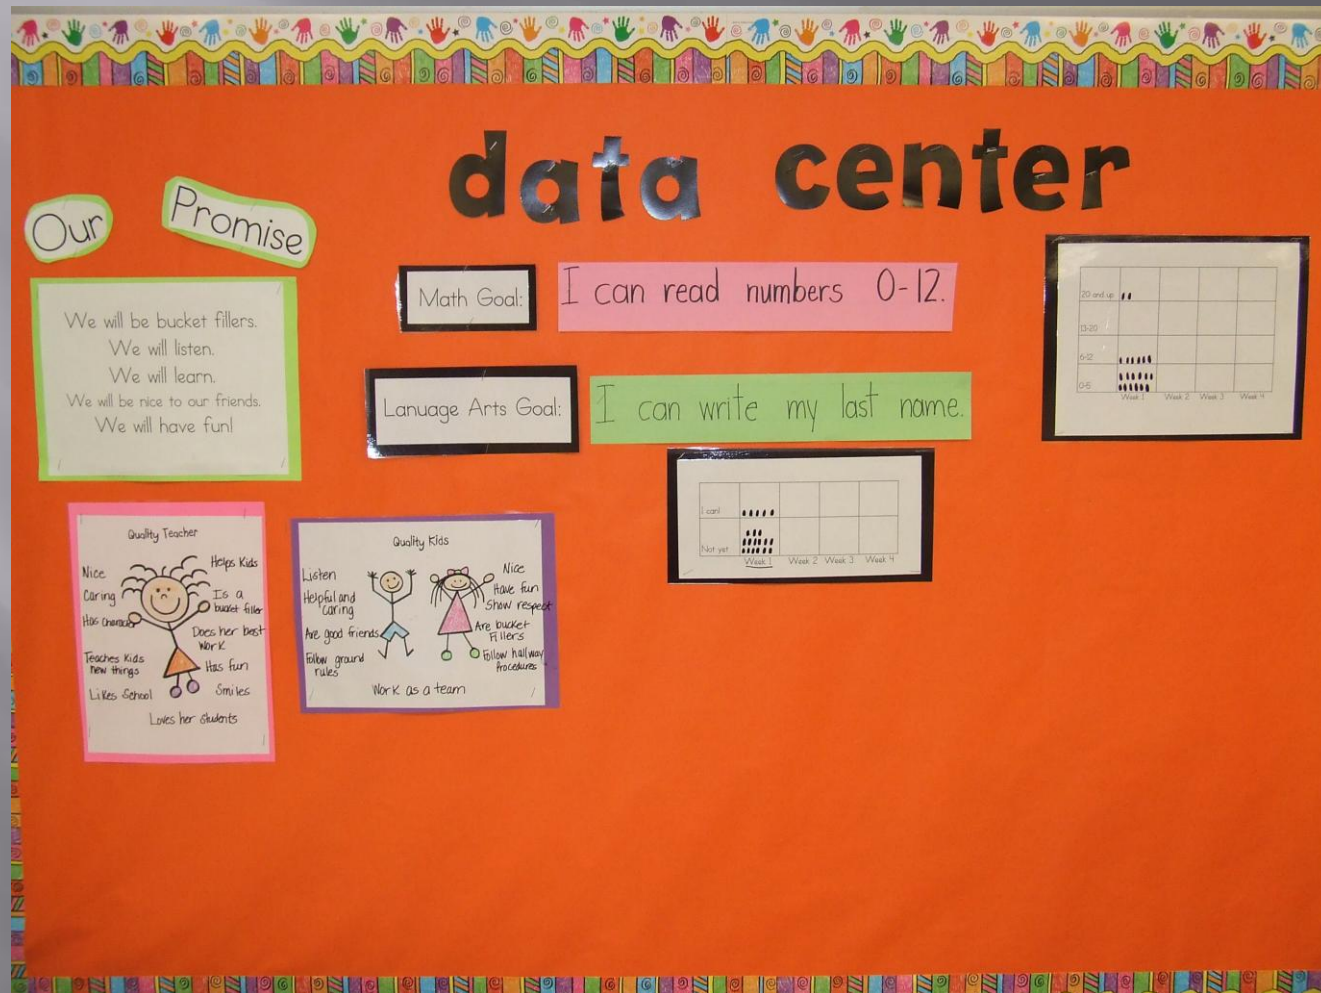 data center
Our Promise
We will be bucket fillers.
We will listen.
We will learn.
We will be nice to our friends.
We will have fun!
Math Goal: I can read numbers 0-12.
Lanuage Arts Goal: I can write my last name.
20 and up
13-20
6-12
0-5
Week 1 Week 2 Week 3 Week 4
I can!
Not yet
Week 1 Week 2 Week 3 Week 4
Quality Teacher
Nice
Caring
Has character
Teaches Kids
new things
Likes School
Helps Kids
Is a
bucket filler
Does her best
work
Has fun
Smiles
Loves her students
Quality Kids
Listen
Helpful and
caring
Are good friends
Follow ground
rules
Nice
Have fun
Show respect
Are bucket
Fillers
Follow hallway
Procedures
Work as a team